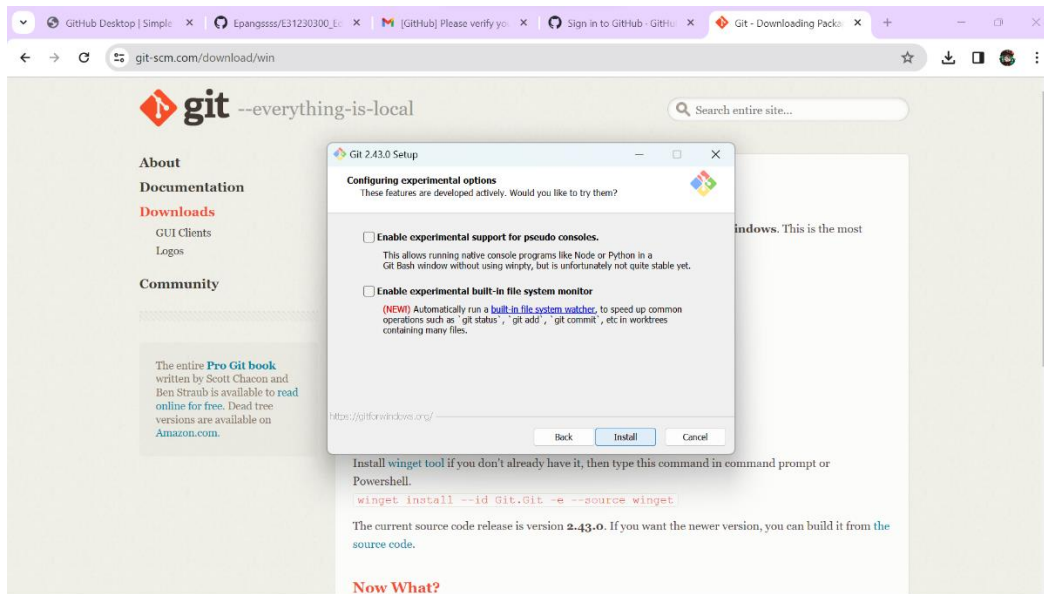 GitHub Desktop | Simple
Epangssss/E31230300_E
[GitHub] Please verify yo
Sign in to GitHub · GitHu
Git - Downloading Packa
git-scm.com/download/win
git --everything-is-local
Search entire site...
About
Documentation
Downloads
GUI Clients
Logos
Community
The entire Pro Git book
written by Scott Chacon and
Ben Straub is available to read
online for free. Dead tree
versions are available on
Amazon.com.
Git 2.43.0 Setup
Configuring experimental options
These features are developed actively. Would you like to try them?
Enable experimental support for pseudo consoles.
This allows running native console programs like Node or Python in a
Git Bash window without using winpty, but is unfortunately not quite stable yet.
Enable experimental built-in file system monitor
(NEW!) Automatically run a built-in file system watcher, to speed up common
operations such as `git status`, `git add`, `git commit`, etc in worktrees
containing many files.
https://gitforwindows.org/
Back
Install
Cancel
indows. This is the most
Install winget tool if you don't already have it, then type this command in command prompt or
Powershell.
winget install --id Git.Git -e --source winget
The current source code release is version 2.43.0. If you want the newer version, you can build it from the
source code.
Now What?